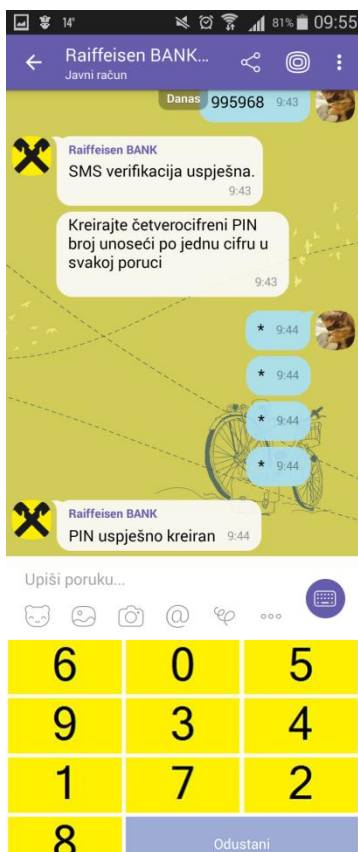 14°
81%
09:55
Raiffeisen BANK...
Javni račun
Danas
995968 9:43
Raiffeisen BANK
SMS verifikacija uspješna.
9:43
Kreirajte četverocifreni PIN
broj unoseći po jednu cifru u
svakoj poruci
9:43
* 9:44
* 9:44
* 9:44
* 9:44
Raiffeisen BANK
PIN uspješno kreiran 9:44
Upiši poruku...
6 0 5
9 3 4
1 7 2
8 Odustani